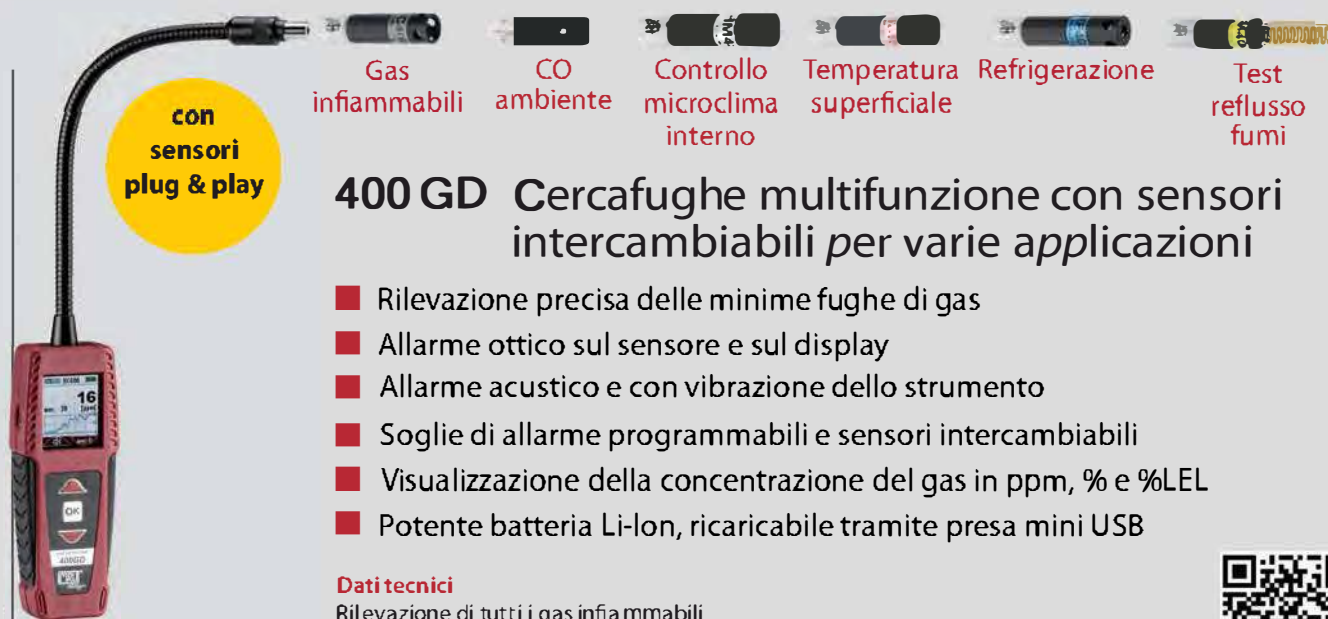 Gas
infiammabili
CO
ambiente
Controllo
microclima
interno
Temperatura
superficiale
Refrigerazione
Test
reflusso
fumi
con
sensori
plug & play
400 GD Cercafughe multifunzione con sensori
intercambiabili per varie applicazioni
Rilevazione precisa delle minime fughe di gas
Allarme ottico sul sensore e sul display
Allarme acustico e con vibrazione dello strumento
Soglie di allarme programmabili e sensori intercambiabili
Visualizzazione della concentrazione del gas in ppm, % e %LEL
Potente batteria Li-Ion, ricaricabile tramite presa mini USB
16
OK
400GD
Dati tecnici
Rilevazione di tutti i gas infiammabili